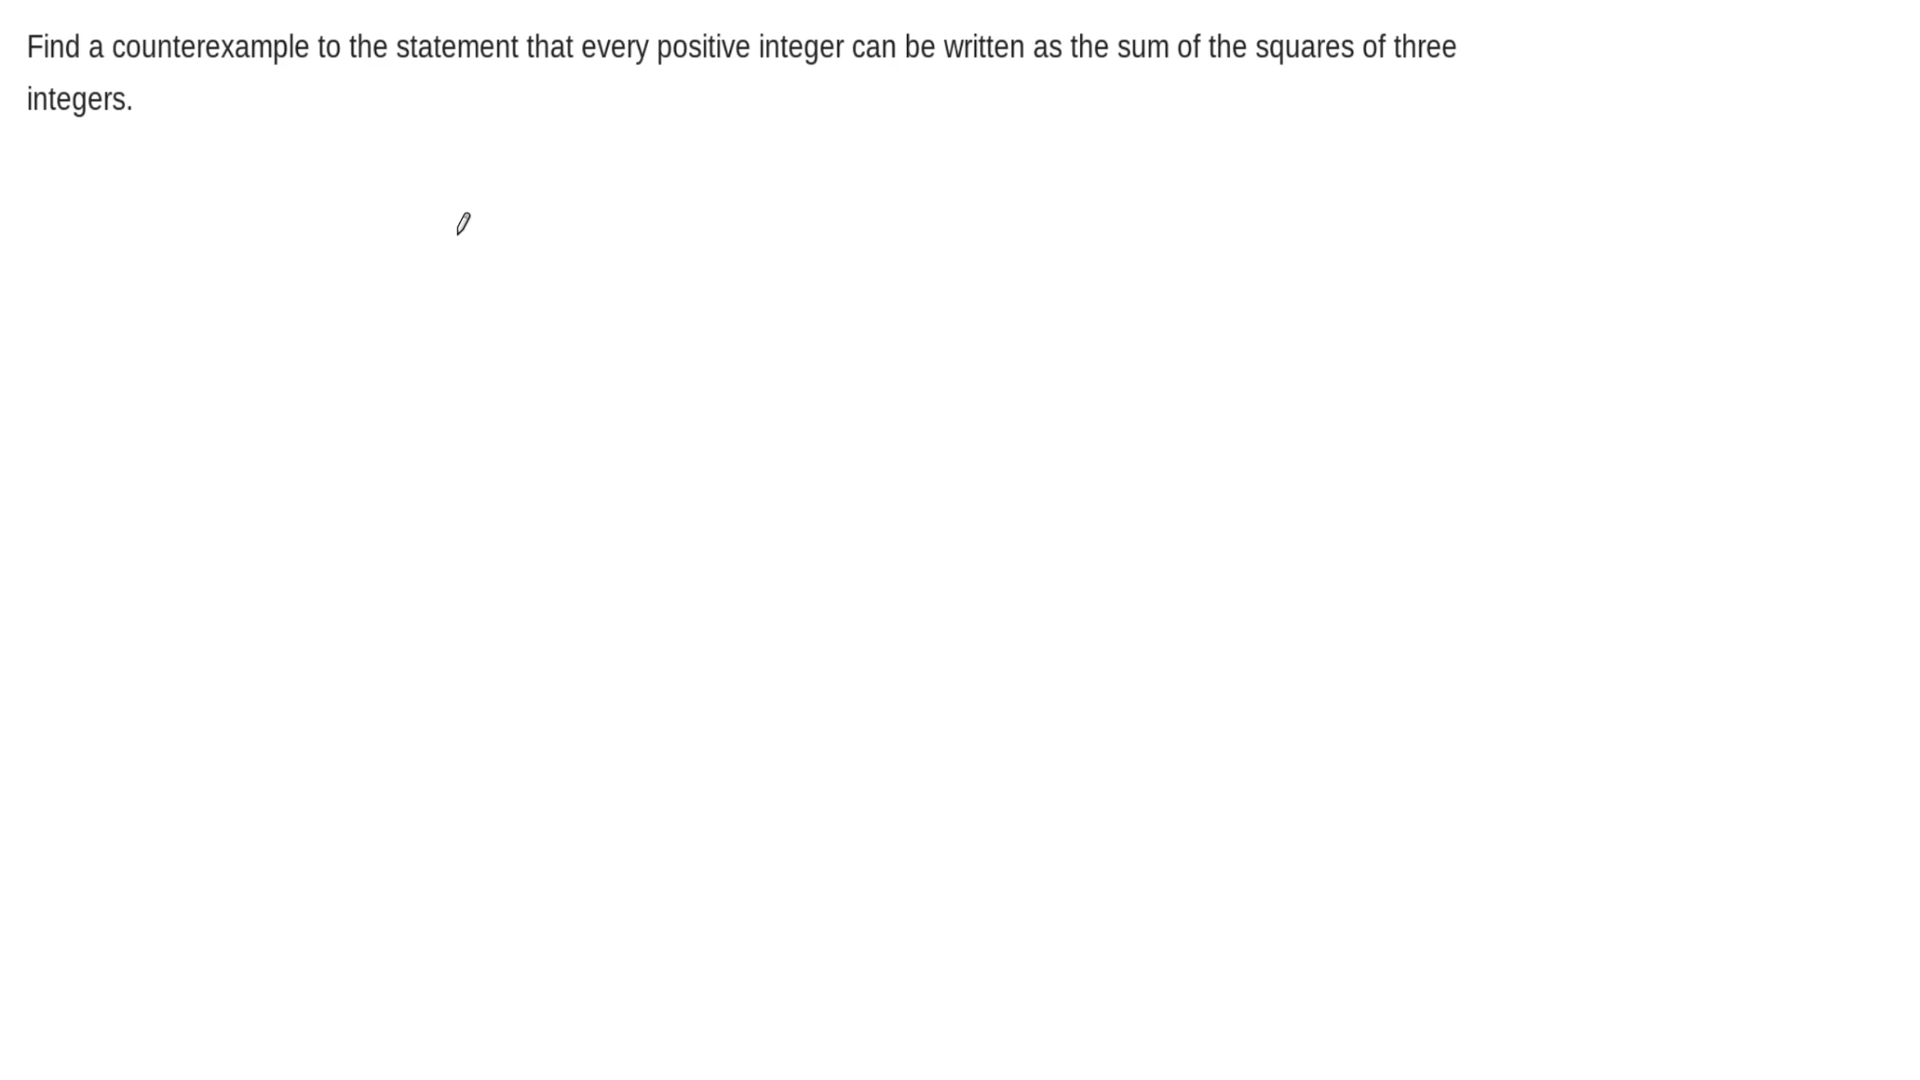 Find a counterexample to the statement that every positive integer can be written as the sum of the squares of three
integers.